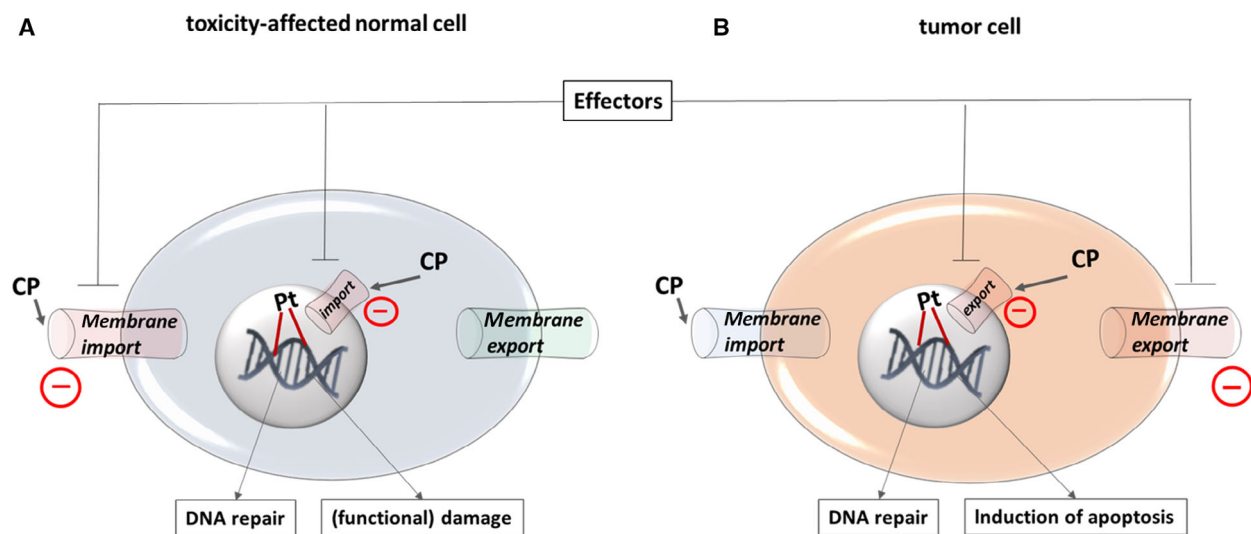 A
toxicity-affected normal cell
B
tumor cell
Effectors
CP
Membrane
import
Pt
import
CP
−
−
Membrane
export
DNA repair
(functional) damage
CP
Membrane
import
Pt
export
CP
−
Membrane
export
−
DNA repair
Induction of apoptosis